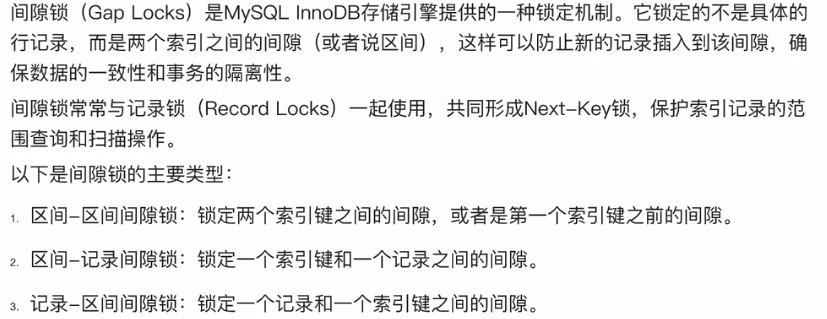 间隙锁（Gap Locks）是MySQL InnoDB存储引擎提供的一种锁定机制。它锁定的不是具体的
行记录，而是两个索引之间的间隙（或者说区间），这样可以防止新的记录插入到该间隙，确
保数据的一致性和事务的隔离性。
间隙锁常常与记录锁（Record Locks）一起使用，共同形成Next-Key锁，保护索引记录的范
围查询和扫描操作。
以下是间隙锁的主要类型：
1. 区间-区间间隙锁：锁定两个索引键之间的间隙，或者是第一个索引键之前的间隙。
2. 区间-记录间隙锁：锁定一个索引键和一个记录之间的间隙。
3. 记录-区间间隙锁：锁定一个记录和一个索引键之间的间隙。